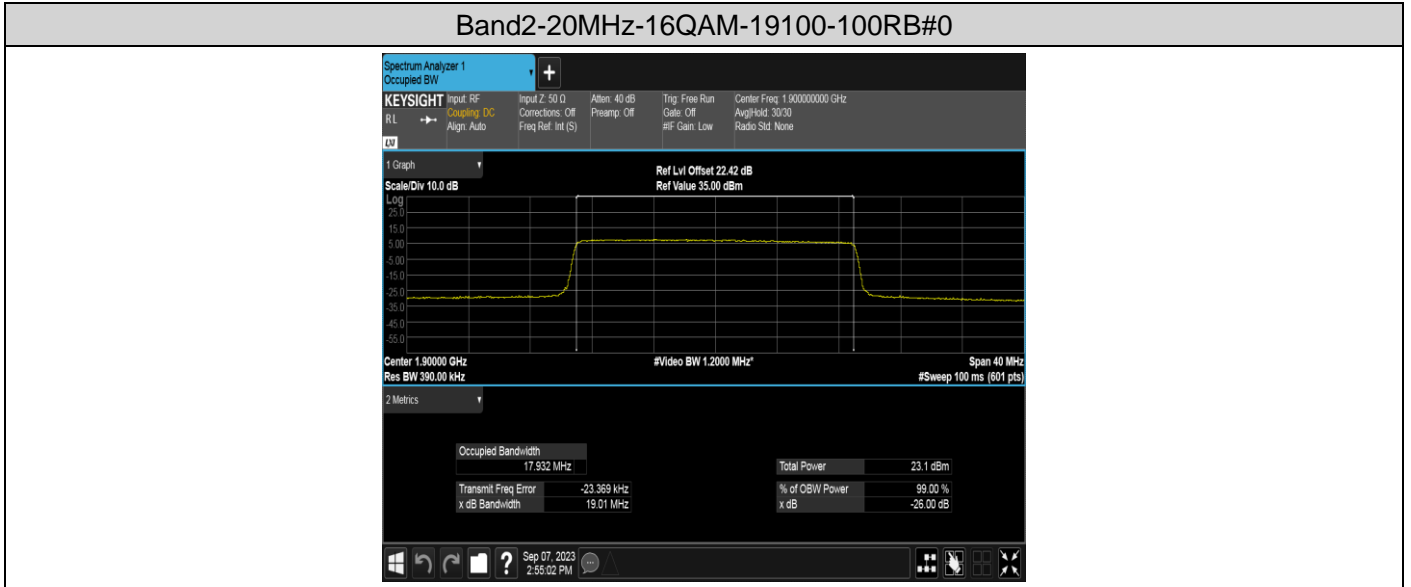 Band2-20MHz-16QAM-19100-100RB#0
Spectrum Analyzer 1
Occupied BW
+
KEYSIGHT
Input: RF
Input Z: 50 Ω
Atten: 40 dB
Trig: Free Run
Center Freq: 1.900000000 GHz
RL
Coupling: DC
Corrections: Off
Preamp: Off
Gate: Off
Avg|Hold: 30/30
Align: Auto
Freq Ref: Int (S)
#IF Gain: Low
Radio Std: None
LXI
1 Graph
Ref Lvl Offset 22.42 dB
Scale/Div 10.0 dB
Ref Value 35.00 dBm
Log
25.0
15.0
5.00
-5.00
-15.0
-25.0
-35.0
-45.0
-55.0
Center 1.90000 GHz
#Video BW 1.2000 MHz*
Span 40 MHz
Res BW 390.00 kHz
#Sweep 100 ms (601 pts)
2 Metrics
Occupied Bandwidth
17.932 MHz
Total Power 23.1 dBm
Transmit Freq Error -23.369 kHz
% of OBW Power 99.00 %
x dB Bandwidth 19.01 MHz
x dB -26.00 dB
?
Sep 07, 2023
2:55:02 PM